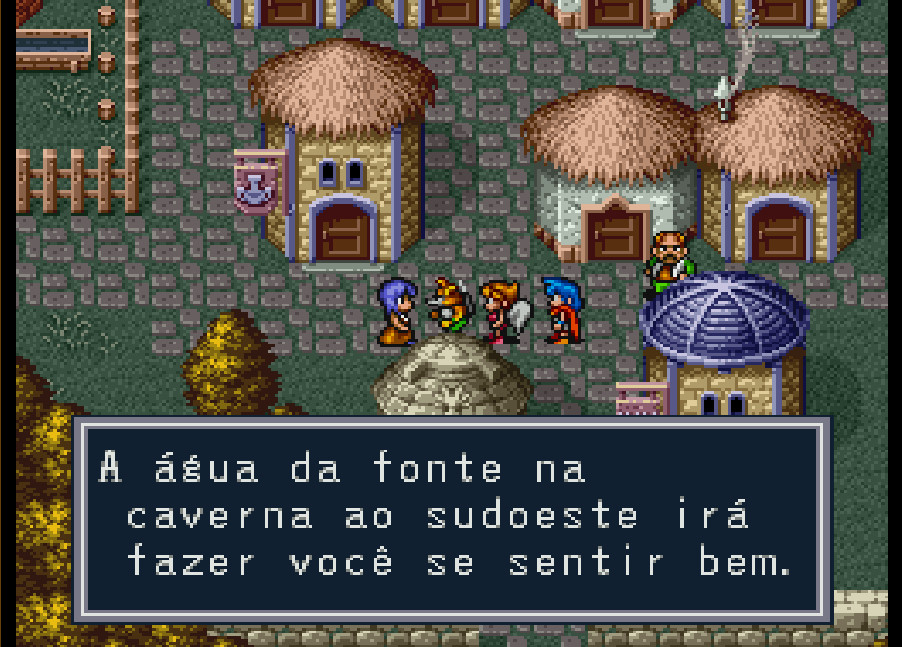 A água da fonte na
caverna ao sudoeste irá
fazer você se sentir bem.